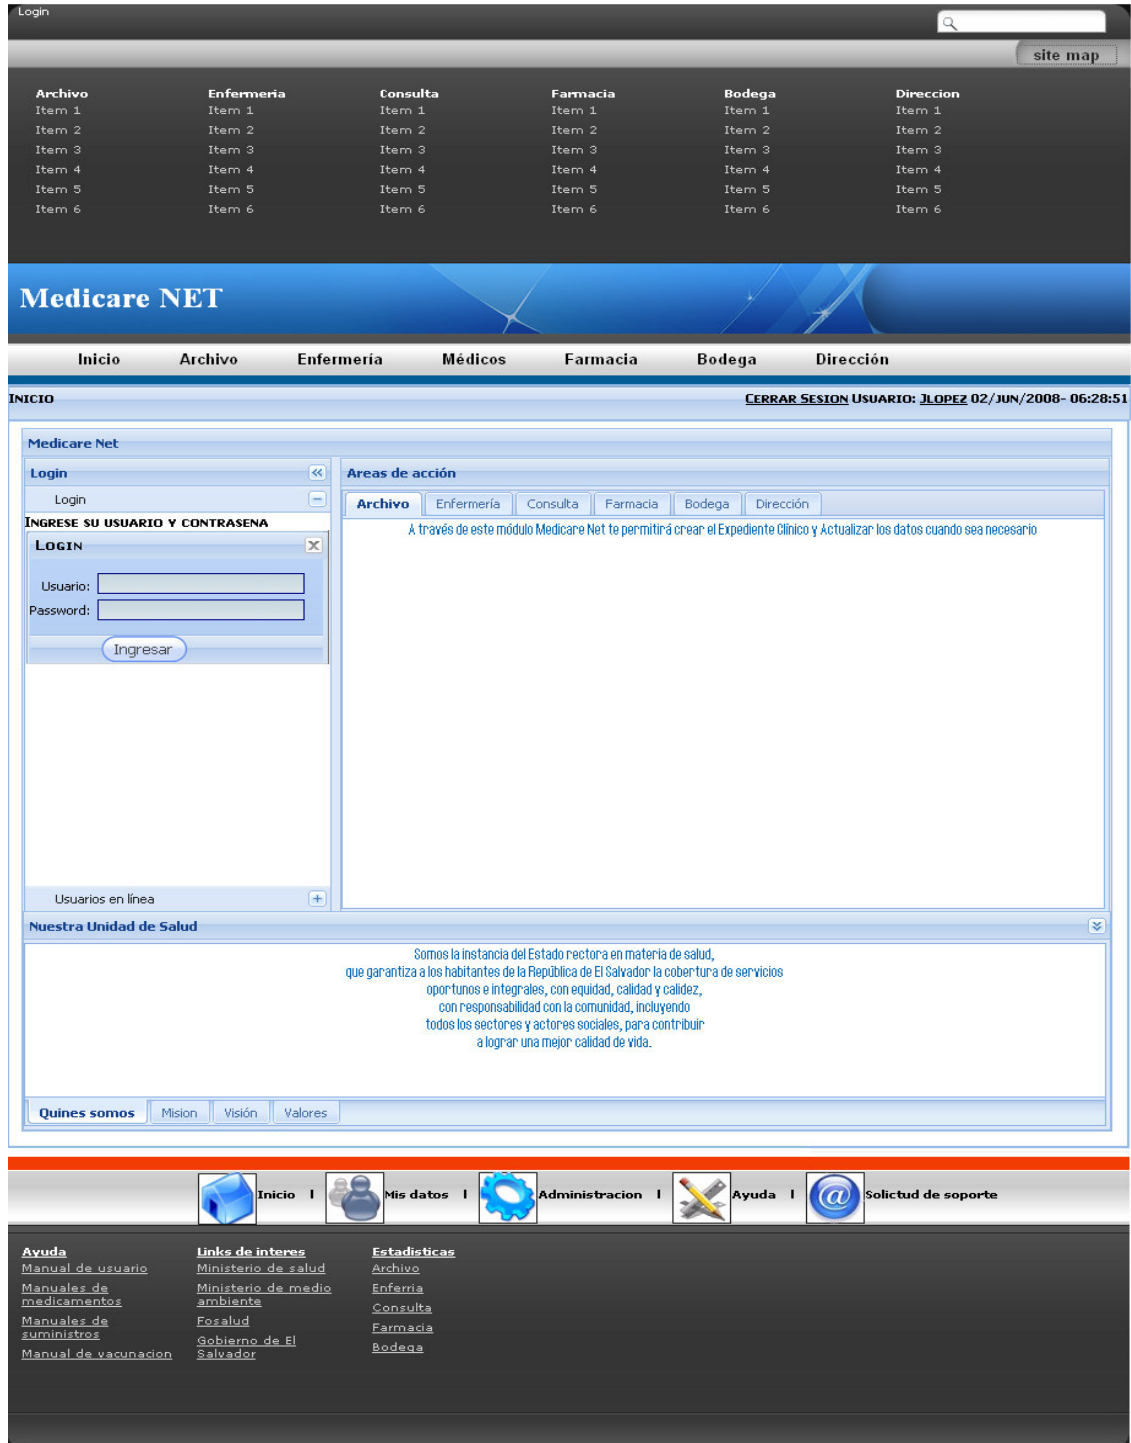 Login
site map
Archivo Enfermeria Consulta Farmacia Bodega Direccion
Item 1 Item 1 Item 1 Item 1 Item 1 Item 1
Item 2 Item 2 Item 2 Item 2 Item 2 Item 2
Item 3 Item 3 Item 3 Item 3 Item 3 Item 3
Item 4 Item 4 Item 4 Item 4 Item 4 Item 4
Item 5 Item 5 Item 5 Item 5 Item 5 Item 5
Item 6 Item 6 Item 6 Item 6 Item 6 Item 6
Medicare NET
Inicio Archivo Enfermería Médicos Farmacia Bodega Dirección
INICIO CERRAR SESION USUARIO: JLOPEZ 02/JUN/2008- 06:28:51
Medicare Net
Login
Login
INGRESE SU USUARIO Y CONTRASENA
LOGIN
Usuario:
Password:
Ingresar
Usuarios en línea
Areas de acción
Archivo Enfermería Consulta Farmacia Bodega Dirección
A través de este módulo Medicare Net te permitirá crear el Expediente Clínico y Actualizar los datos cuando sea necesario
Nuestra Unidad de Salud
Somos la instancia del Estado rectora en materia de salud,
que garantiza a los habitantes de la República de El Salvador la cobertura de servicios
oportunos e integrales, con equidad, calidad y calidez,
con responsabilidad con la comunidad, incluyendo
todos los sectores y actores sociales, para contribuir
a lograr una mejor calidad de vida.
Quines somos Mision Visión Valores
Inicio I Mis datos I Administracion I Ayuda I Solictud de soporte
Ayuda
Manual de usuario
Manuales de
medicamentos
Manuales de
suministros
Manual de vacunacion
Links de interes
Ministerio de salud
Ministerio de medio
ambiente
Fosalud
Gobierno de El
Salvador
Estadisticas
Archivo
Enferria
Consulta
Farmacia
Bodega